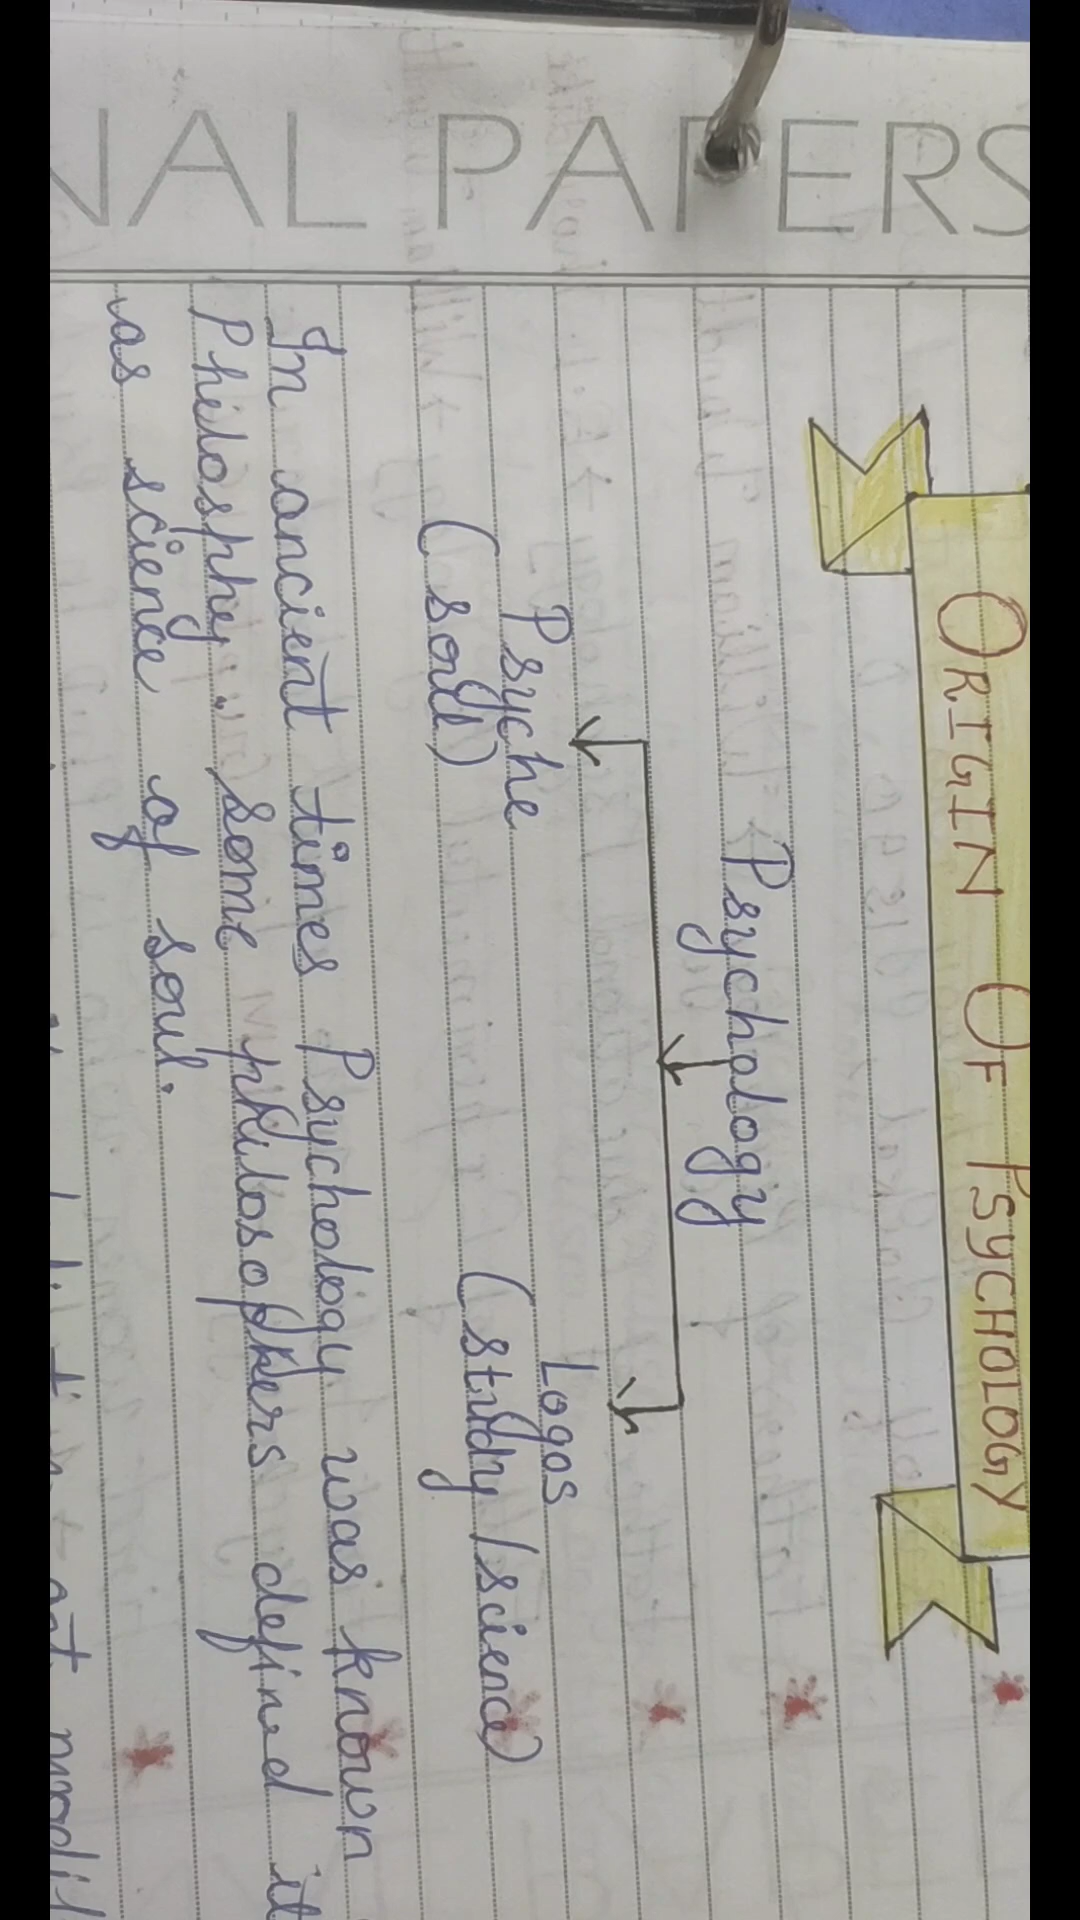 NAL PAPERS
ORIGIN OF PSYCHOLOGY
Psychology
Psyche Logos
(soul) (study/science)
In ancient times Psychology was known
Philosphy. some philosophers defined it
as science of soul.